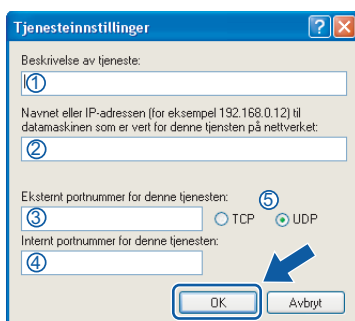 Tjenesteinnstillinger
Beskrivelse av tjeneste:
①
Navnet eller IP-adressen (for eksempel 192.168.0.12) til
datamaskinen som er vert for denne tjensten på nettverket:
②
Eksternt portnummer for denne tjenesten: ⑤
③ TCP UDP
Internt portnummer for denne tjenesten:
④
OK Avbryt